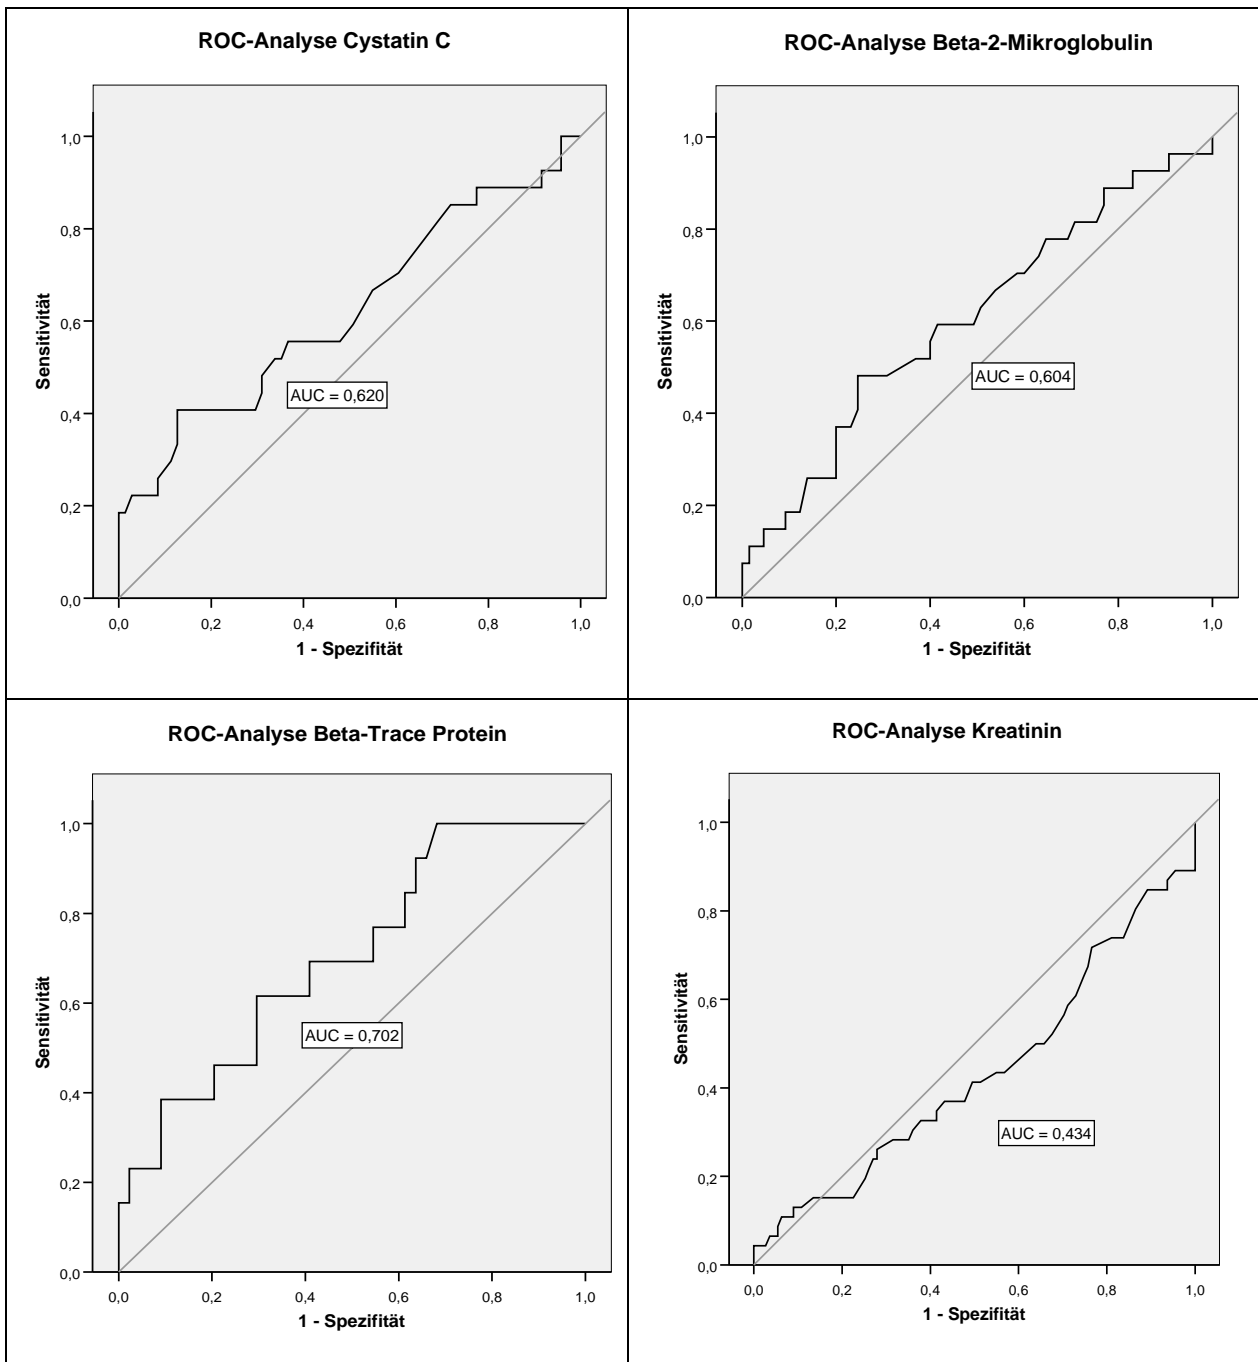 ROC-Analyse Cystatin C
1,0
0,8
0,6
0,4
0,2
0,0
Sensitivität
AUC = 0,620
0,0 0,2 0,4 0,6 0,8 1,0
1 - Spezifität
ROC-Analyse Beta-2-Mikroglobulin
1,0
0,8
0,6
0,4
0,2
0,0
Sensitivität
AUC = 0,604
0,0 0,2 0,4 0,6 0,8 1,0
1 - Spezifität
ROC-Analyse Beta-Trace Protein
1,0
0,8
0,6
0,4
0,2
0,0
Sensitivität
AUC = 0,702
0,0 0,2 0,4 0,6 0,8 1,0
1 - Spezifität
ROC-Analyse Kreatinin
1,0
0,8
0,6
0,4
0,2
0,0
Sensitivität
AUC = 0,434
0,0 0,2 0,4 0,6 0,8 1,0
1 - Spezifität